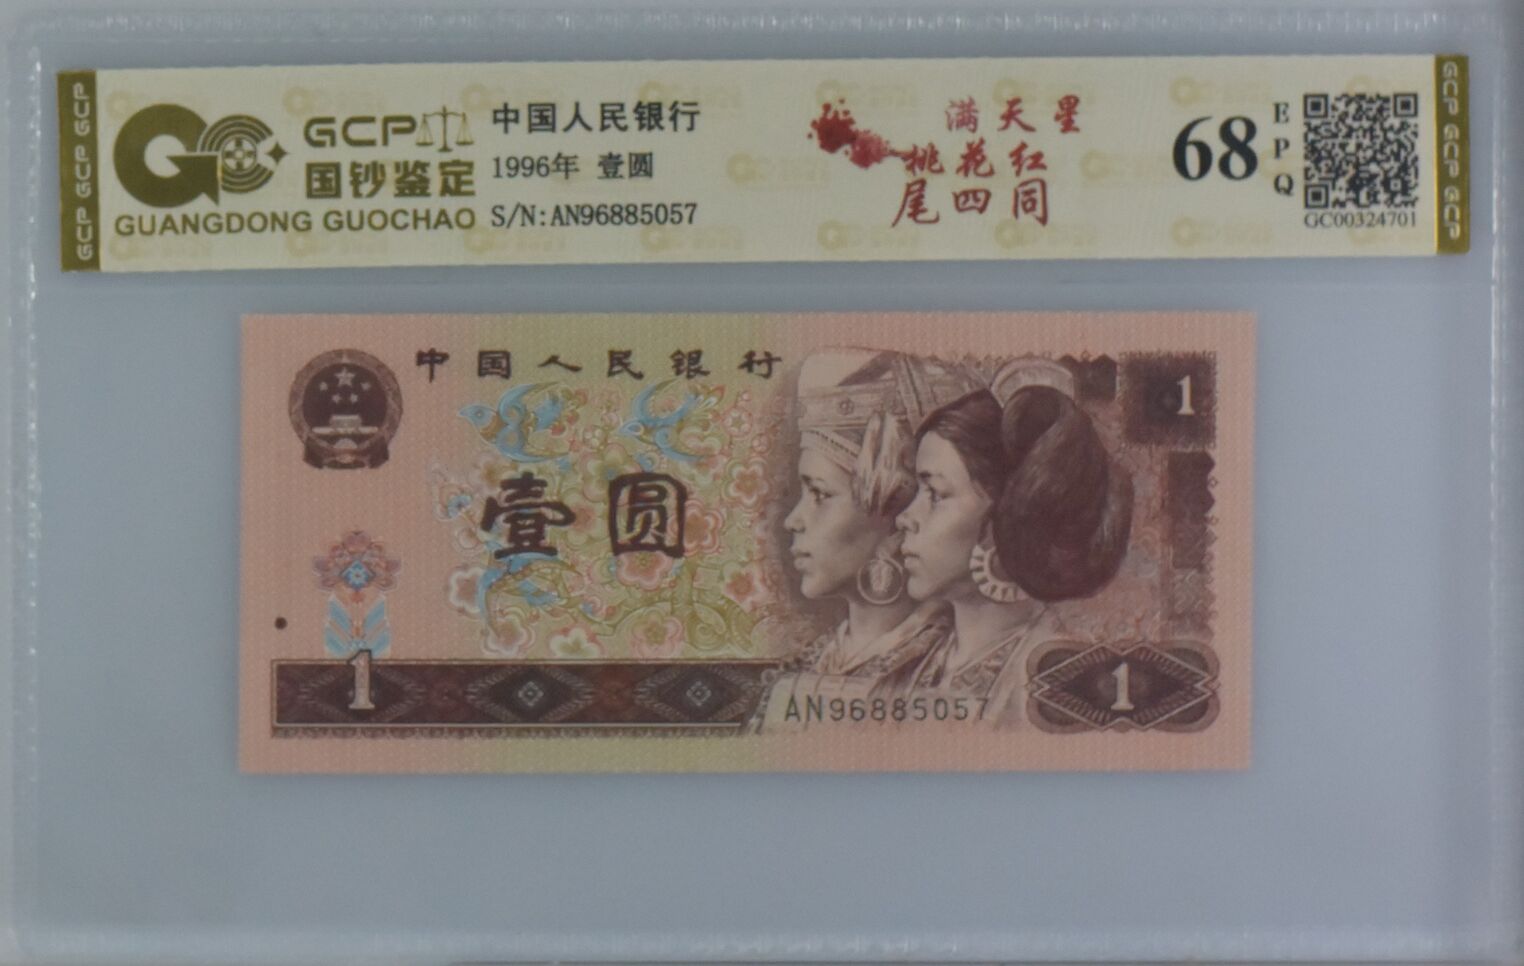 GCP GCP GCP
GCP
国钞鉴定
GUANGDONG GUOCHAO
中国人民银行
1996年 壹圆
S/N:AN96885057
满天星
桃花红
尾四同
68
EPQ
GC00324701
GCP GCP GCP
中国人民银行
1
壹圆
1
AN96885057
1